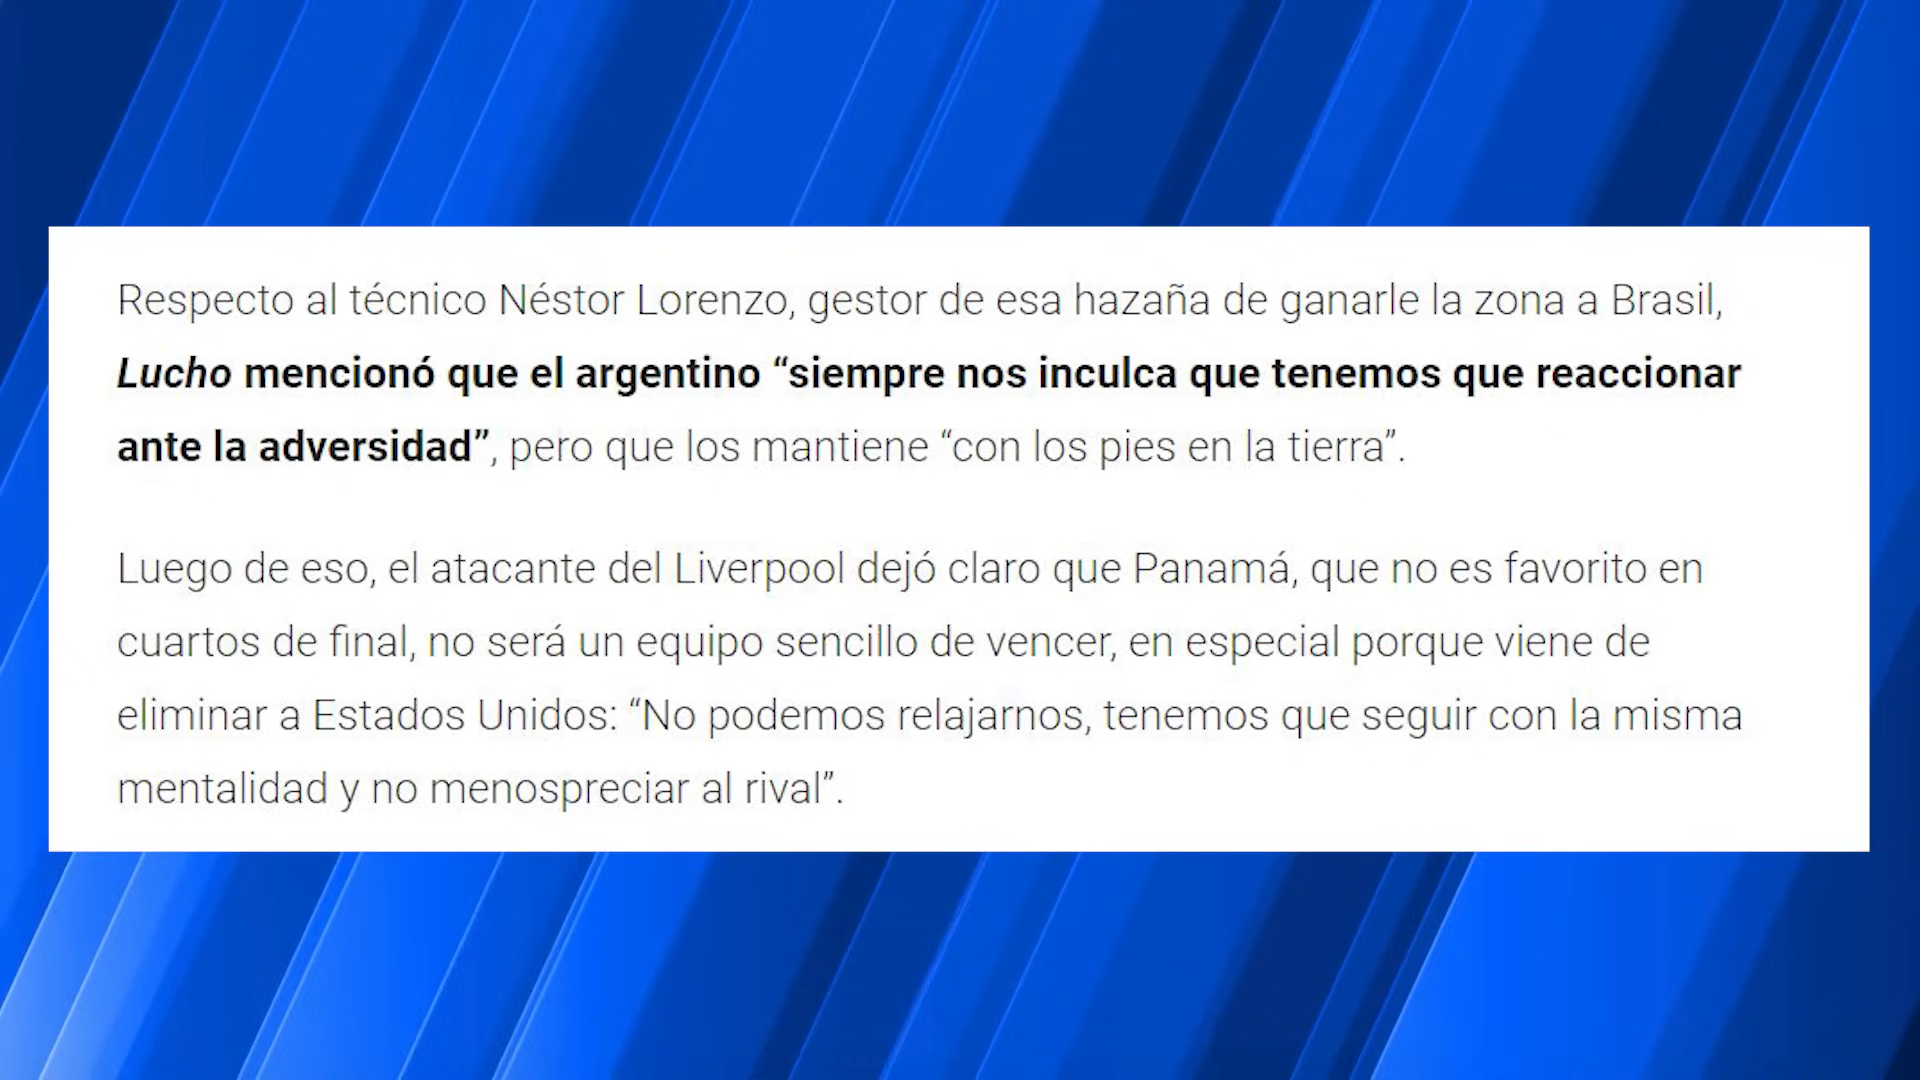 Respecto al técnico Néstor Lorenzo, gestor de esa hazaña de ganarle la zona a Brasil,
Lucho mencionó que el argentino “siempre nos inculca que tenemos que reaccionar
ante la adversidad”, pero que los mantiene “con los pies en la tierra”.
Luego de eso, el atacante del Liverpool dejó claro que Panamá, que no es favorito en
cuartos de final, no será un equipo sencillo de vencer, en especial porque viene de
eliminar a Estados Unidos: “No podemos relajarnos, tenemos que seguir con la misma
mentalidad y no menospreciar al rival”.